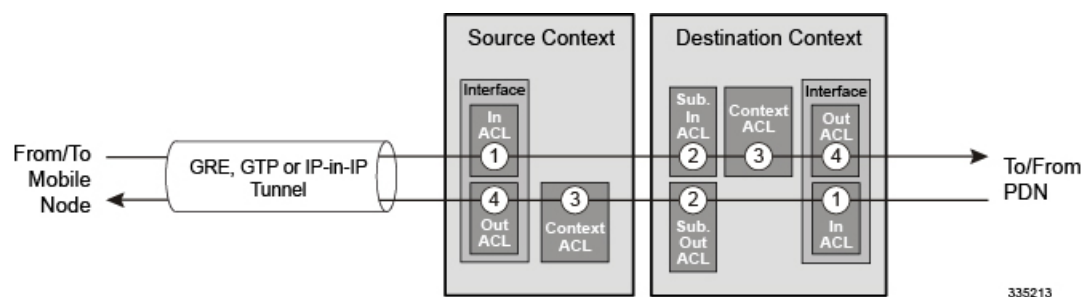 Source Context
Destination Context
Interface
In
ACL
1
Sub.
In
ACL
2
Context
ACL
3
Interface
Out
ACL
4
From/To
Mobile
Node
GRE, GTP or IP-in-IP
Tunnel
To/From
PDN
4
Out
ACL
3
Context
ACL
2
Sub.
Out
ACL
1
In
ACL
335213